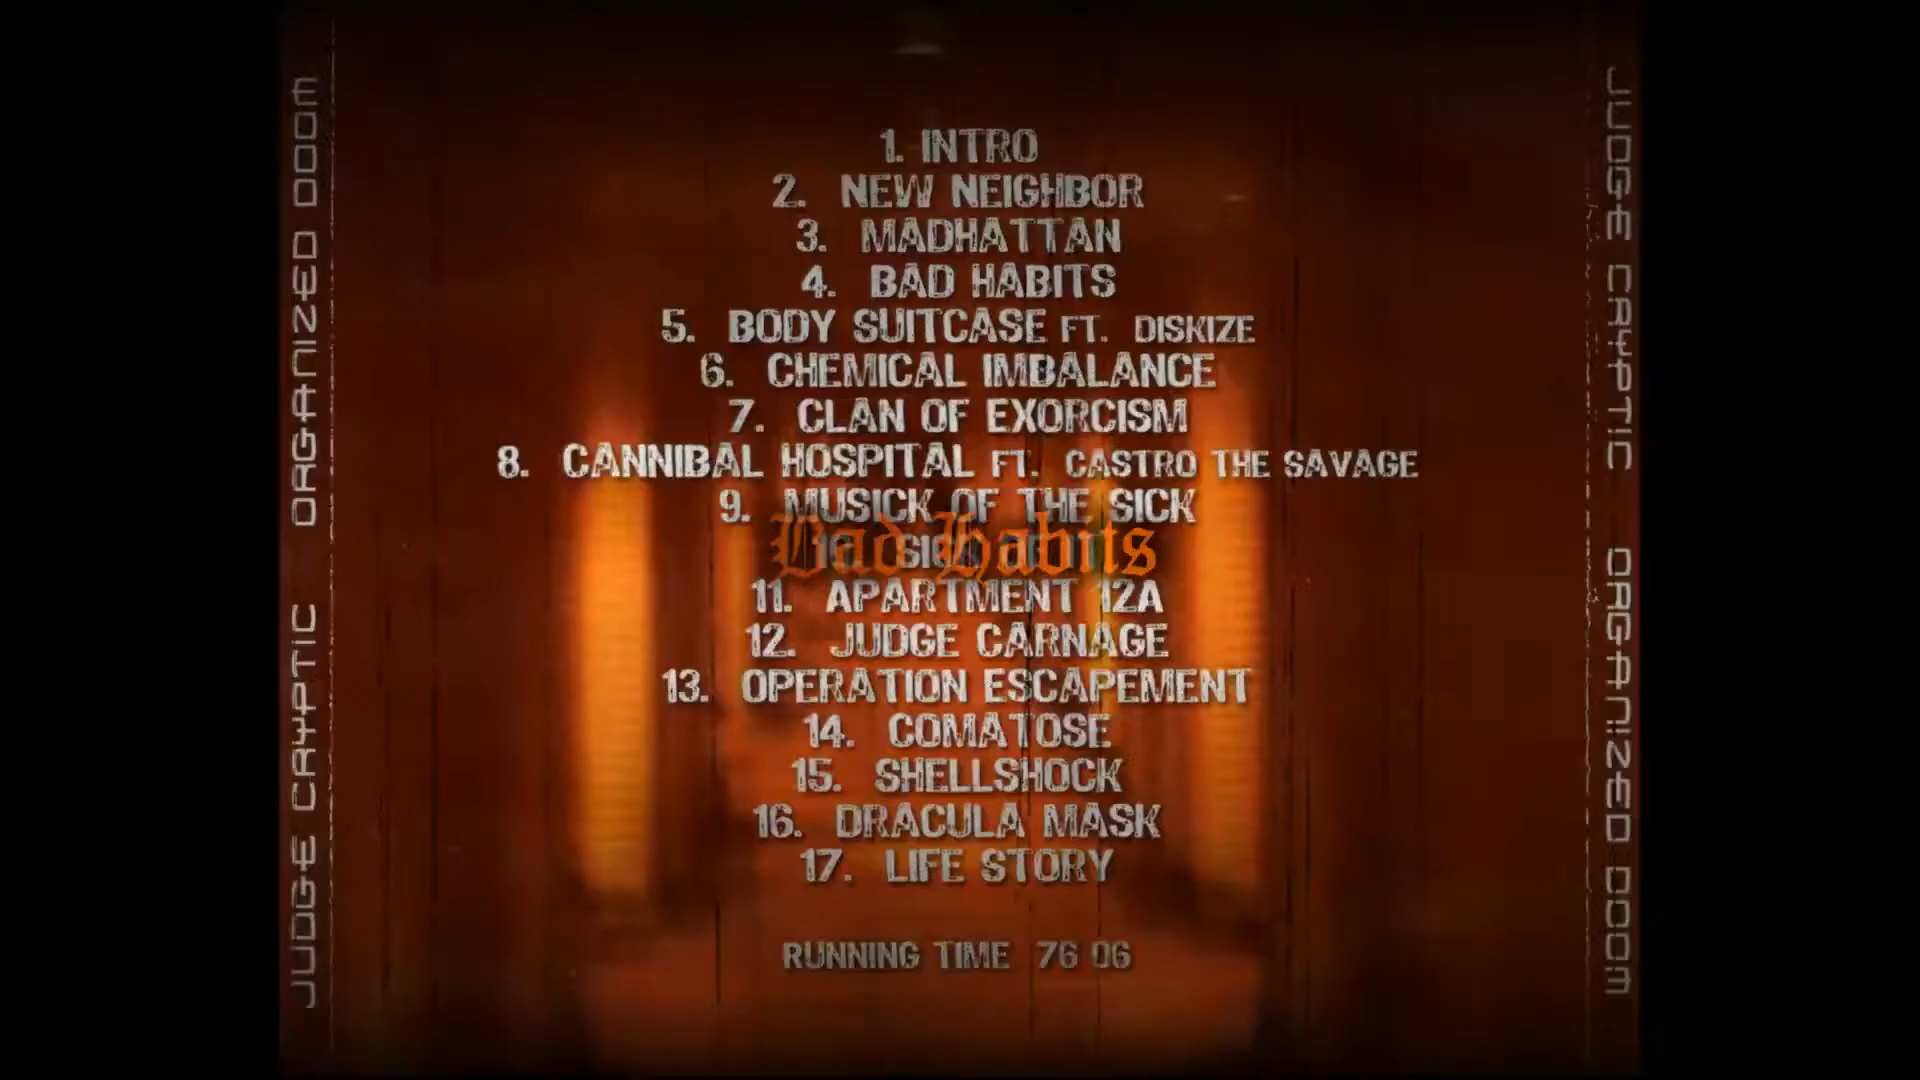 JUDGE CRYPTIC ORGANIZED DOOM
1. INTRO
2. NEW NEIGHBOR
3. MADHATTAN
4. BAD HABITS
5. BODY SUITCASE FT. DISKIZE
6. CHEMICAL IMBALANCE
7. CLAN OF EXORCISM
8. CANNIBAL HOSPITAL FT. CASTRO THE SAVAGE
9. MUSICK OF THE SICK
Bad Habits
10.
11. APARTMENT 12A
12. JUDGE CARNAGE
13. OPERATION ESCAPEMENT
14. COMATOSE
15. SHELLSHOCK
16. DRACULA MASK
17. LIFE STORY
RUNNING TIME 76 06
JUDGE CRYPTIC ORGANIZED DOOM